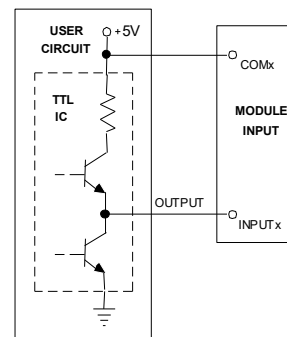 USER
CIRCUIT
+5V
COMx
TTL
IC
MODULE
INPUT
OUTPUT
INPUTx